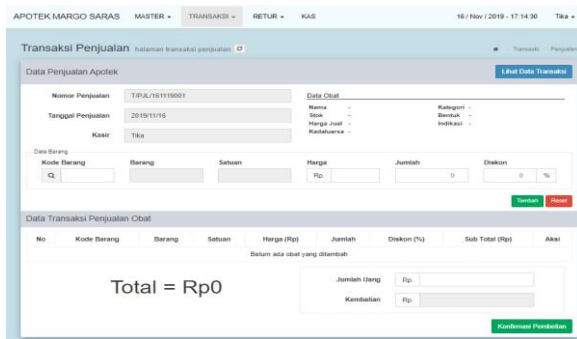 APOTEK MARGO SARAS MASTER TRANSAKSI RETUR KAS 16 / Nov / 2019 - 17:14:30 Tika
Transaksi Penjualan halaman transaksi penjualan Transaksi Penjualan
Data Penjualan Apotek Lihat Data Transaksi
Nomor Penjualan T/PJL/161119001 Data Obat
Nama - Kategori -
Tanggal Penjualan 2019/11/16 Stok - Bentuk -
Harga Jual - Indikasi -
Kasir Tika Kadaluarsa -
Data Barang
Kode Barang Barang Satuan Harga Jumlah Diskon
Rp. 0 0 %
Tambah Reset
Data Transaksi Penjualan Obat
No Kode Barang Barang Satuan Harga (Rp) Jumlah Diskon (%) Sub Total (Rp) Aksi
Belum ada obat yang ditambah
Total = Rp0 Jumlah Uang Rp.
Kembalian Rp.
Konfirmasi Pembelian